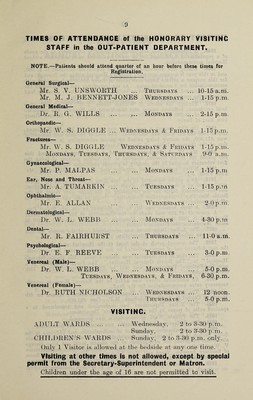 9
TIMES OF ATTENDANCE of the HONORARY VISITING
STAFF in the OUT-PATIENT DEPARTMENT.
NOTE.—Patients should attend quarter of an hour before these times for
Registration.
General Surgical—
Mr. S. V. UNSWORTH ... THURSDAYS ... 10-15 a.m.
Mr. M. J. BENNETT-JONES WEDNESDAYS ... 1-15 p.m.
General Medical—
Dr. R. G. WILLS ... ... MONDAYS ... 2-15 p.m.
Orthopaedic—
Mr. W. S. DIGGLE ... WEDNESDAYS & FRIDAYS 1-15 p.m.
Fractures—
Mr. W. S. DIGGLE WEDNESDAYS & FRIDAYS 1-15 p.m.
MONDAYS, TUESDAYS, THURSDAYS, & SATURDAYS 9-0 a.m.
Gynæcological—
Mr. P. MALPAS ... MONDAYS ... 1-15 p.m
Ear, Nose and Throat—
Mr. A. TUMARKIN ... TUESDAYS ... 1-15 p.m
Ophthalmic—
Mr. E. ALLAN ... WEDNESDAYS ... 2-0 p.m
Dermatological—
Dr. W. L. WEBB ... MONDAYS ... 4-30 p.m
Dental—
Mr. B. FAIRHURST THURSDAYS ... 11-0 a.m.
Psychological—
Dr. E. F. REEVE ... TUESDAYS ... 3-0 p.m.
Venereal (Male)—
Dr. W. L. WEBB ... MONDAYS ... 5-0 p.m.
TUESDAYS, WEDNESDAYS, & FRIDAYS, 6-30 p.m.
Venereal (Female)—
Dr. RUTH NICHOLSON ... WEDNESDAYS ... 12 noon.
THURSDAYS ... 5-0 p.m.
VISITING.
ADULT WARDS ... Wednesday, 2 to 3-30 p.m.
Sunday, 2 to 3-30 p.m.
CHILDREN'S WARDS Sunday, 2 to 3-30 p.m. only.
Only 1 Visitor is allowed at the bedside at any one time.
Visiting at other times is not allowed, except by special
permit from the Secretary-Superintendent or Matron.
Children under the age of 16 are not permitted to visit.